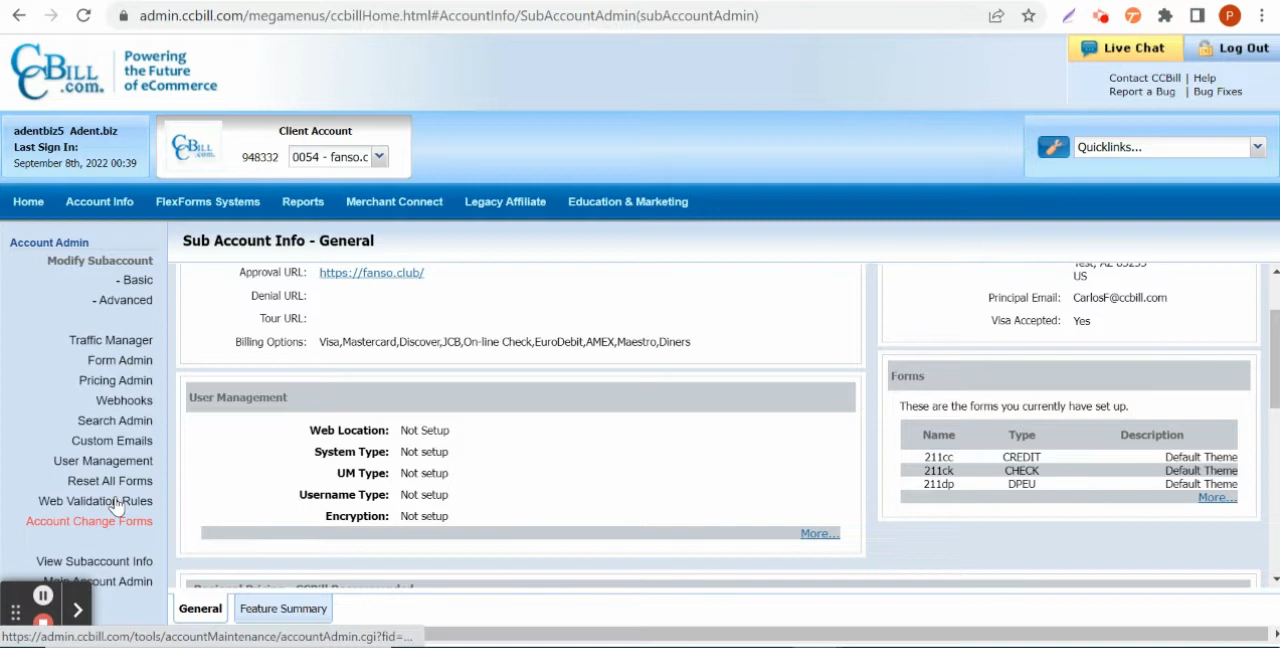 admin.ccbill.com/megamenus/ccbillHome.html#AccountInfo/SubAccountAdmin(subAccountAdmin)
P
CCBILL.com.
Powering
the Future
of eCommerce
Live Chat
Log Out
Contact CCBill | Help
Report a Bug | Bug Fixes
adentbiz5 Adent.biz
Last Sign In:
September 8th, 2022 00:39
CCBILL.com.
Client Account
948332
0054 - fanso.c
Quicklinks...
Home
Account Info
FlexForms Systems
Reports
Merchant Connect
Legacy Affiliate
Education & Marketing
Account Admin
Modify Subaccount
- Basic
- Advanced
Traffic Manager
Form Admin
Pricing Admin
Webhooks
Search Admin
Custom Emails
User Management
Reset All Forms
Web Validation Rules
Account Change Forms
View Subaccount Info
Main Account Admin
Sub Account Info - General
Approval URL: https://fanso.club/
Denial URL:
Tour URL:
Billing Options: Visa,Mastercard,Discover,JCB,On-line Check,EuroDebit,AMEX,Maestro,Diners
User Management
Web Location: Not Setup
System Type: Not setup
UM Type: Not setup
Username Type: Not setup
Encryption: Not setup
More...
Regional Pricing - CCBill Recommended
US
Principal Email: CarlosF@ccbill.com
Visa Accepted: Yes
Forms
These are the forms you currently have set up.
Name Type Description
211cc CREDIT Default Theme
211ck CHECK Default Theme
211dp DPEU Default Theme
More...
General
Feature Summary
https://admin.ccbill.com/tools/accountMaintenance/accountAdmin.cgi?fid=...